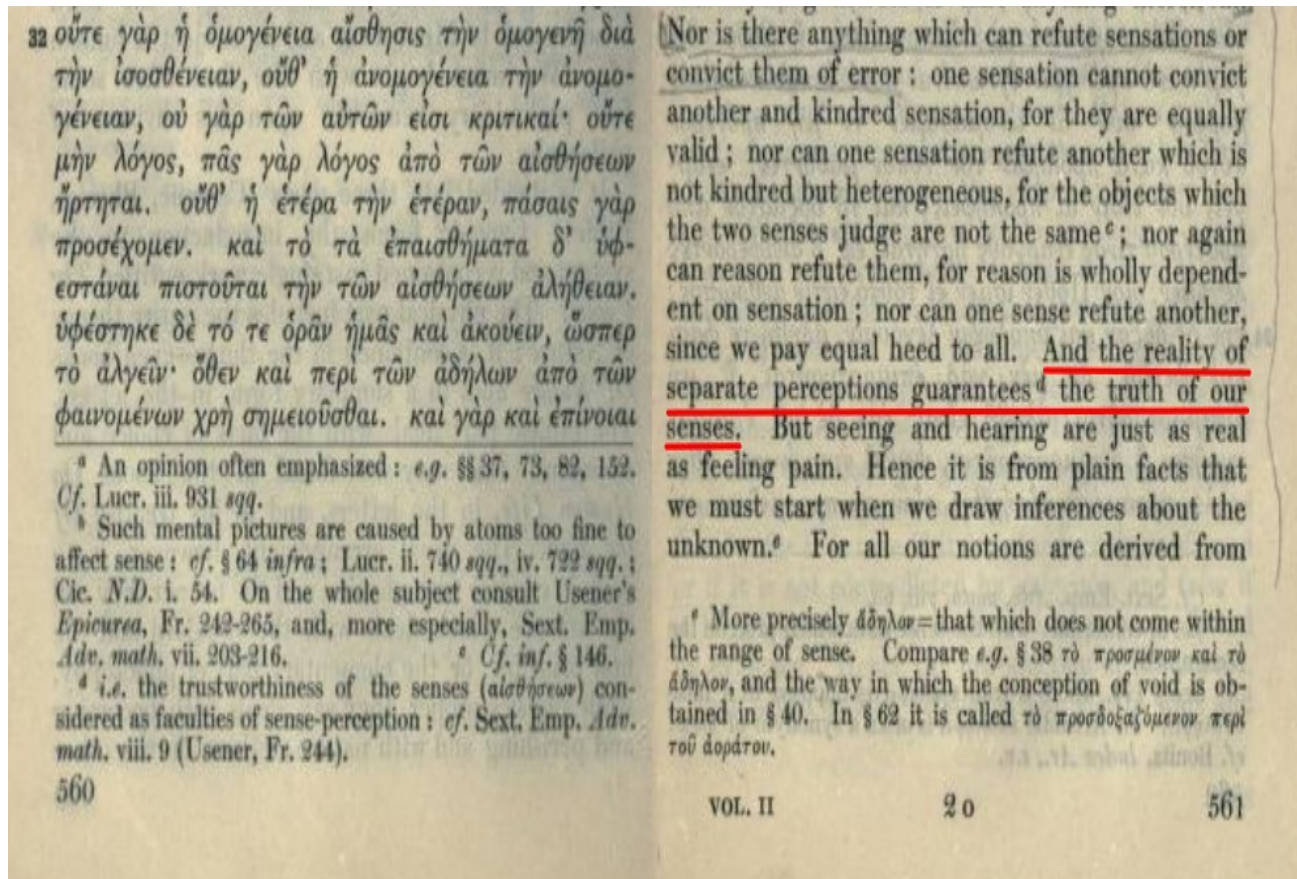 32 οὔτε γὰρ ἡ ὁμογένεια αἴσθησις τὴν ὁμογενῆ διὰ
τὴν ἰσοσθένειαν, οὔθ' ἡ ἀνομογένεια τὴν ἀνομο-
γένειαν, οὐ γὰρ τῶν αὐτῶν εἰσι κριτικαί· οὔτε
μὴν λόγος, πᾶς γὰρ λόγος ἀπὸ τῶν αἰσθήσεων
ἤρτηται. οὔθ' ἡ ἑτέρα τὴν ἑτέραν, πάσαις γὰρ
προσέχομεν. καὶ τὸ τὰ ἐπαισθήματα δ' ὑφ-
εστάναι πιστοῦται τὴν τῶν αἰσθήσεων ἀλήθειαν.
ὑφέστηκε δὲ τό τε ὁρᾶν ἡμᾶς καὶ ἀκούειν, ὥσπερ
τὸ ἀλγεῖν· ὅθεν καὶ περὶ τῶν ἀδήλων ἀπὸ τῶν
φαινομένων χρὴ σημειοῦσθαι. καὶ γὰρ καὶ ἐπίνοιαι
a An opinion often emphasized: e.g. §§ 37, 73, 82, 152.
Cf. Lucr. iii. 931 sqq.
b Such mental pictures are caused by atoms too fine to
affect sense: cf. § 64 infra; Lucr. ii. 740 sqq., iv. 722 sqq.;
Cic. N.D. i. 54. On the whole subject consult Usener's
Epicurea, Fr. 242-265, and, more especially, Sext. Emp.
Adv. math. vii. 203-216. c Cf. inf. § 146.
d i.e. the trustworthiness of the senses (αἰσθήσεων) con-
sidered as faculties of sense-perception: cf. Sext. Emp. Adv.
math. viii. 9 (Usener, Fr. 244).
560
Nor is there anything which can refute sensations or
convict them of error: one sensation cannot convict
another and kindred sensation, for they are equally
valid; nor can one sensation refute another which is
not kindred but heterogeneous, for the objects which
the two senses judge are not the same c; nor again
can reason refute them, for reason is wholly depend-
ent on sensation; nor can one sense refute another,
since we pay equal heed to all. And the reality of
separate perceptions guarantees d the truth of our
senses. But seeing and hearing are just as real
as feeling pain. Hence it is from plain facts that
we must start when we draw inferences about the
unknown.e For all our notions are derived from
e More precisely ἄδηλον=that which does not come within
the range of sense. Compare e.g. § 38 τὸ προσμένον καὶ τὸ
ἄδηλον, and the way in which the conception of void is ob-
tained in § 40. In § 62 it is called τὸ προσδοξαζόμενον περὶ
τοῦ ἀοράτου.
VOL. II 2 O 561